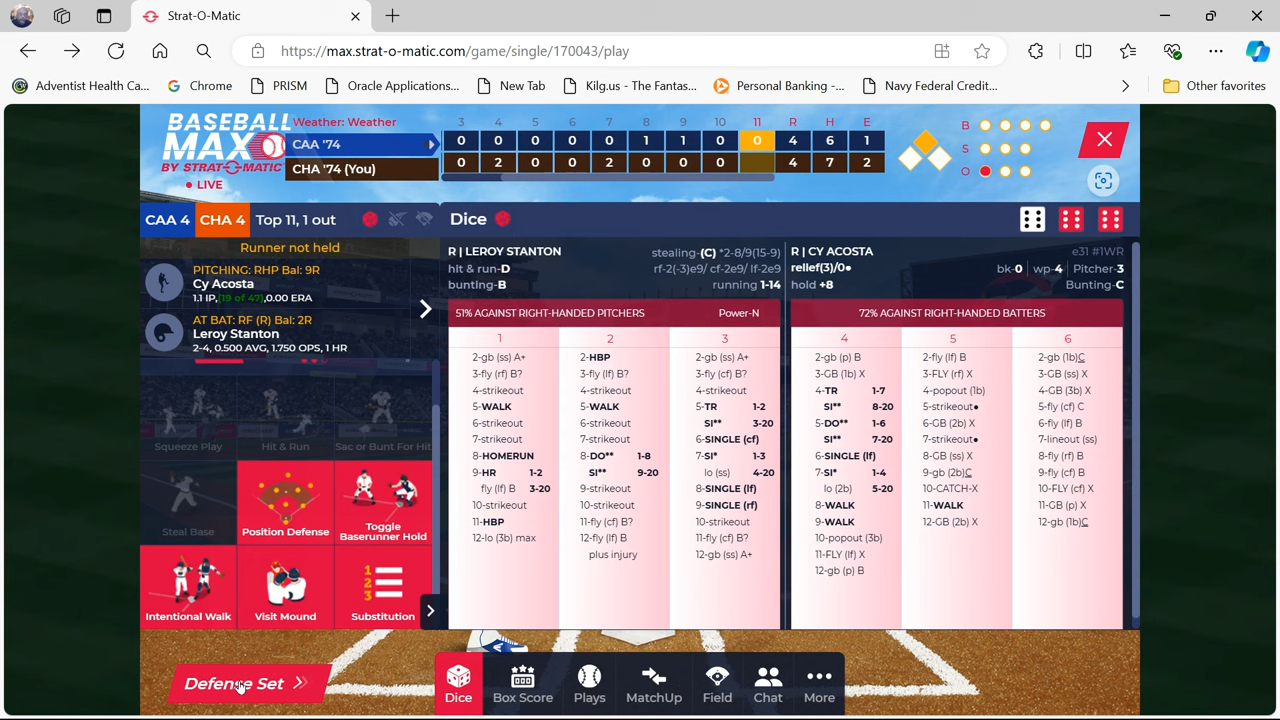 Strat-O-Matic
https://max.strat-o-matic.com/game/single/170043/play
Adventist Health Ca... Chrome PRISM Oracle Applications... New Tab Kilg.us - The Fantas... Personal Banking -... Navy Federal Credit... Other favorites
BASEBALL MAX
BY STRAT-O-MATIC
LIVE
Weather: Weather 3 4 5 6 7 8 9 10 11 R H E
CAA '74 0 0 0 0 2 1 1 0 0 4 6 1
CHA '74 (You) 0 2 0 0 2 0 0 0 4 7 2
B
S
O
CAA 4 CHA 4 Top 11, 1 out
Runner not held
PITCHING: RHP Bal: 9R
Cy Acosta
1.1 IP,(19 of 47),0.00 ERA
AT BAT: RF (R) Bal: 2R
Leroy Stanton
2-4, 0.500 AVG, 1.750 OPS, 1 HR
Squeeze Play Hit & Run Sac or Bunt For Hit
Steal Base Position Defense Toggle Baserunner Hold
Intentional Walk Visit Mound Substitution
Defense Set
Dice
R | LEROY STANTON stealing-(C) *2-8/9(15-9)
hit & run-D rf-2(-3)e9/ cf-2e9/ lf-2e9
bunting-B running 1-14
51% AGAINST RIGHT-HANDED PITCHERS Power-N
1
2-gb (ss) A+
3-fly (lf) B?
4-strikeout
5-WALK
6-strikeout
7-strikeout
8-HOMERUN
9-HR 1-2
fly (lf) B 3-20
10-strikeout
11-HBP
12-lo (3b) max
2
2-HBP
3-fly (lf) B?
4-strikeout
5-WALK
6-strikeout
7-strikeout
8-DO** 1-8
SI** 9-20
9-strikeout
10-strikeout
11-fly (cf) B?
12-fly (lf) B
plus injury
3
2-gb (ss) A+
3-fly (cf) B?
4-strikeout
5-TR 1-2
SI** 3-20
6-SINGLE (cf)
7-SI* 1-3
lo (ss) 4-20
8-SINGLE (lf)
9-SINGLE (rf)
10-strikeout
11-fly (cf) B?
12-gb (ss) A+
R | CY ACOSTA e31 #1WR
relief(3)/0● bk-0 wp-4 Pitcher-3
hold +8 Bunting-C
72% AGAINST RIGHT-HANDED BATTERS
4
2-gb (p) B
3-GB (1b) X
4-TR 1-7
SI** 8-20
5-DO** 1-6
SI** 7-20
6-SINGLE (lf)
7-SI* 1-4
lo (2b) 5-20
8-WALK
9-WALK
10-popout (3b)
11-FLY (lf) X
12-gb (p) B
5
2-fly (lf) B
3-FLY (rf) X
4-popout (1b)
5-strikeout●
6-GB (2b) X
7-strikeout●
8-GB (ss) X
9-gb (2b)C
10-CATCH-X
11-WALK
12-GB (2b) X
6
2-gb (1b)C
3-GB (ss) X
4-GB (3b) X
5-fly (cf) C
6-fly (lf) B
7-lineout (ss)
8-fly (rf) B
9-fly (cf) B
10-FLY (cf) X
11-GB (p) X
12-gb (1b)C
Dice Box Score Plays MatchUp Field Chat More